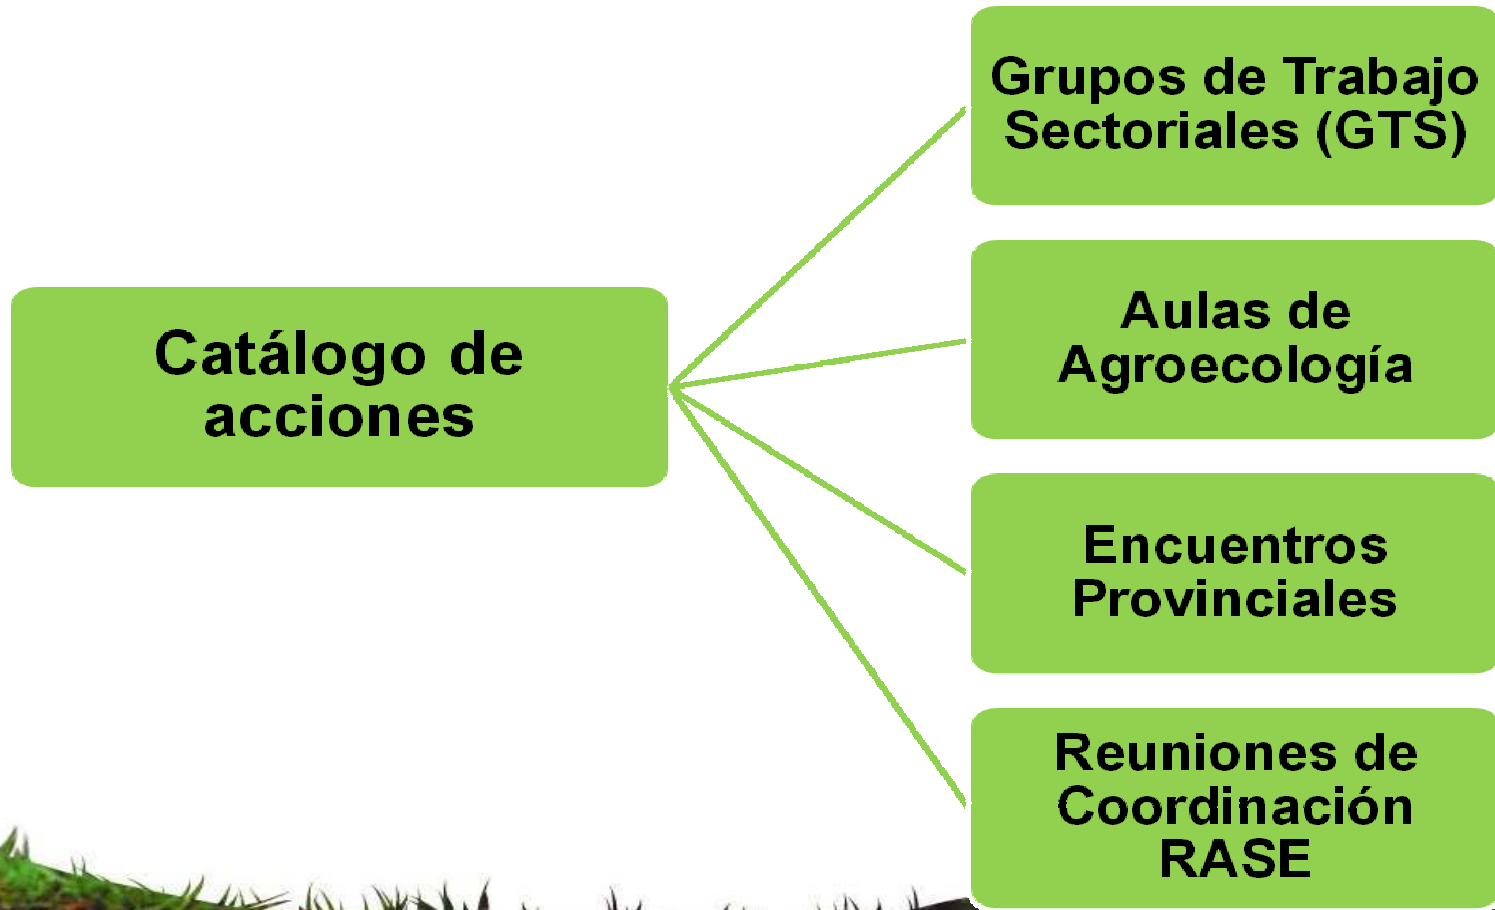 Catálogo de
acciones
Grupos de Trabajo
Sectoriales (GTS)
Aulas de
Agroecología
Encuentros
Provinciales
Reuniones de
Coordinación
RASE